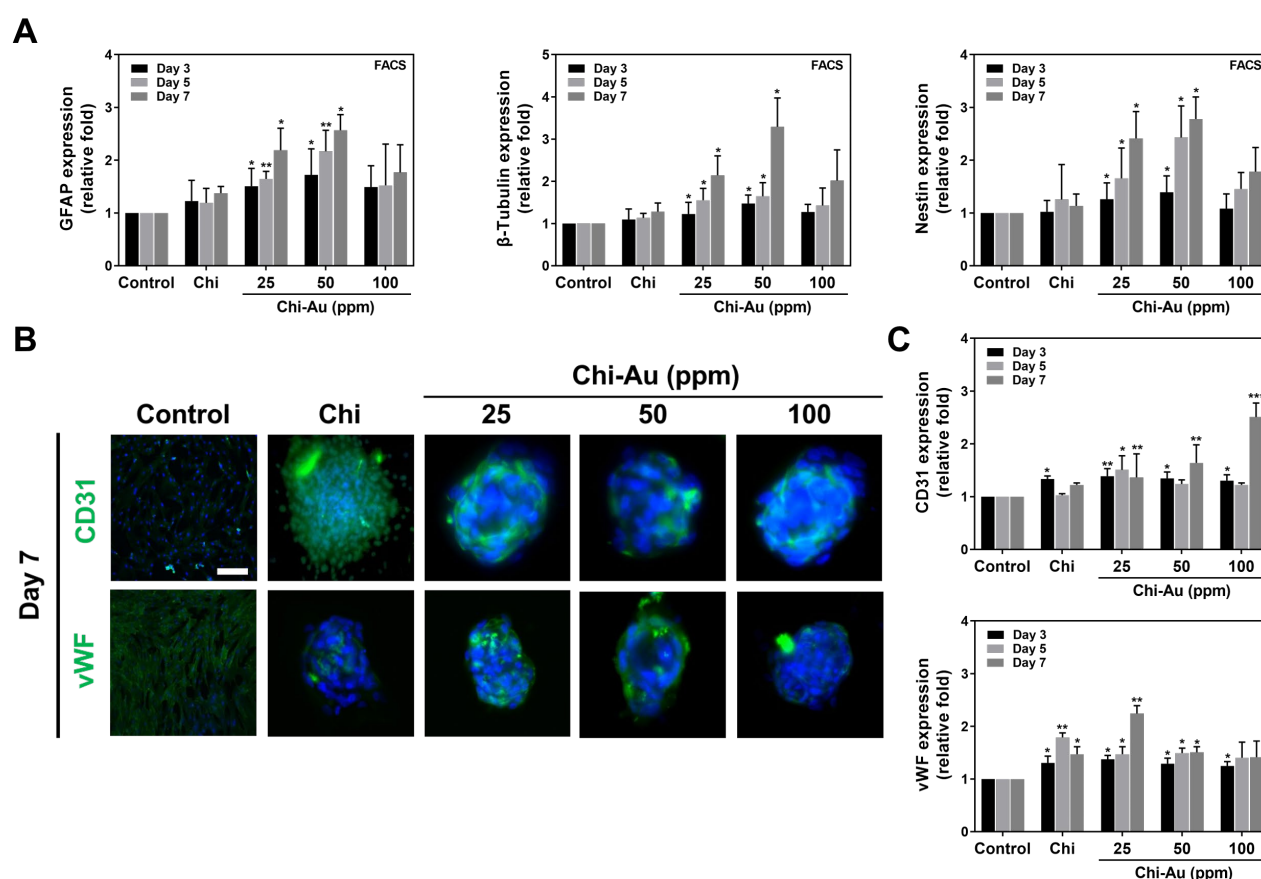 A
GFAP expression
(relative fold)
4
3
2
1
0
Day 3
Day 5
Day 7
FACS
* ** *
* ** *
Control Chi 25 50 100
Chi-Au (ppm)
β-Tubulin expression
(relative fold)
5
4
3
2
1
0
Day 3
Day 5
Day 7
FACS
* * *
* * *
Control Chi 25 50 100
Chi-Au (ppm)
Nestin expression
(relative fold)
4
3
2
1
0
Day 3
Day 5
Day 7
FACS
* * *
* * *
Control Chi 25 50 100
Chi-Au (ppm)
B
Chi-Au (ppm)
Control Chi 25 50 100
Day 7
CD31
vWF
C
CD31 expression
(relative fold)
4
3
2
1
0
Day 3
Day 5
Day 7
*
** * **
* **
* ***
Control Chi 25 50 100
Chi-Au (ppm)
vWF expression
(relative fold)
4
3
2
1
0
Day 3
Day 5
Day 7
* ** *
* * **
* * *
*
Control Chi 25 50 100
Chi-Au (ppm)